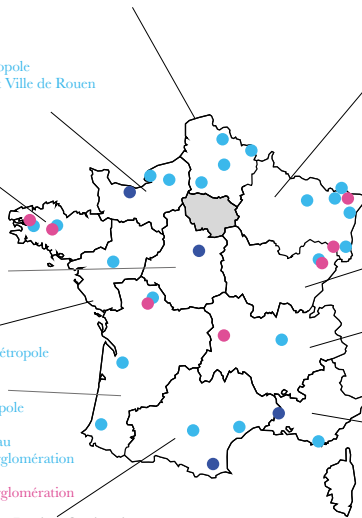 opole
Ville de Rouen
étropole
pole
au
glomération
glomération